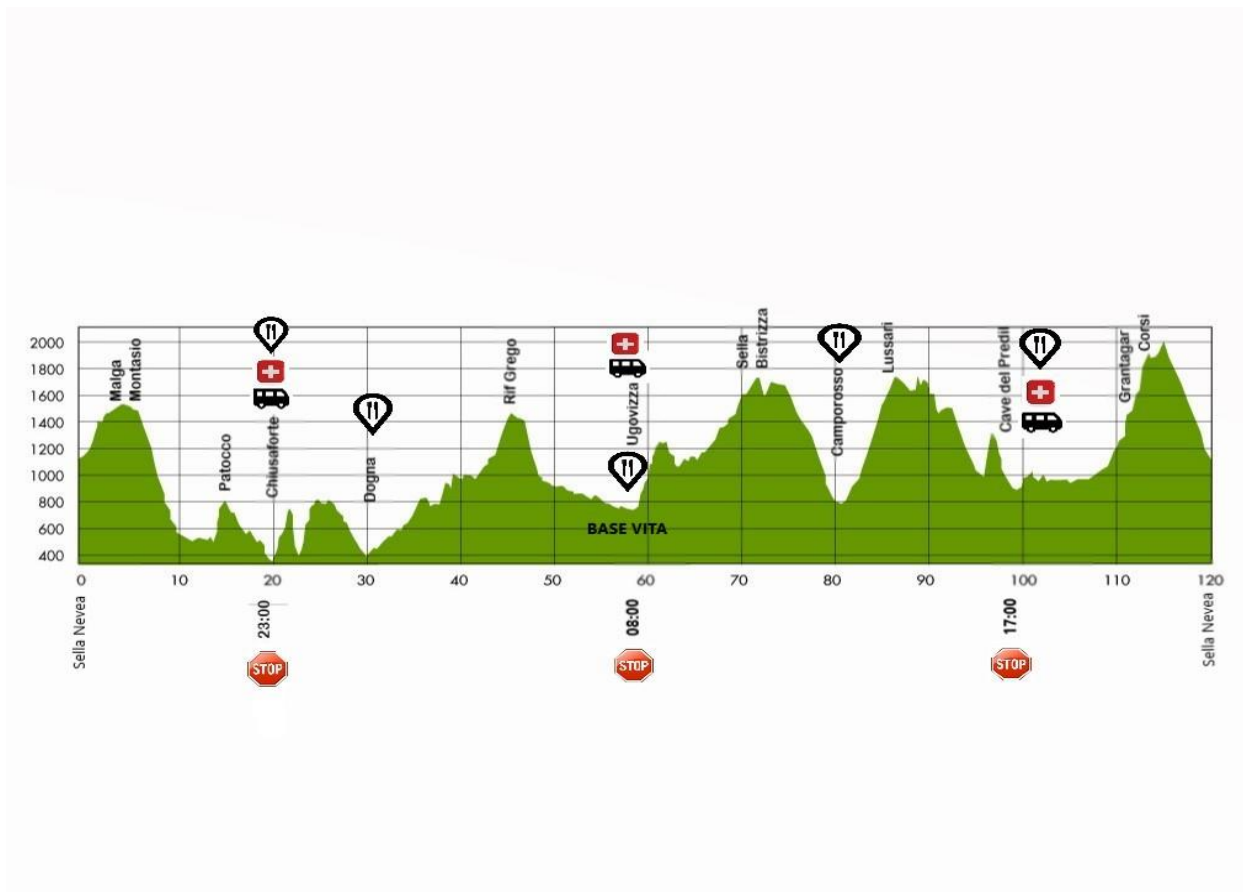 2000
1800
1600
1400
1200
1000
800
600
400
Malga
Montasio
Patocco
Chiusaforte
Dogna
Rif Grego
Ugovizza
BASE VITA
Sella
Bistrizza
Camporosso
Lussari
Cave del Predil
Grantagar
Corsi
0 10 20 30 40 50 60 70 80 90 100 110 120
Sella Nevea
23:00
08:00
17:00
Sella Nevea
STOP
STOP
STOP